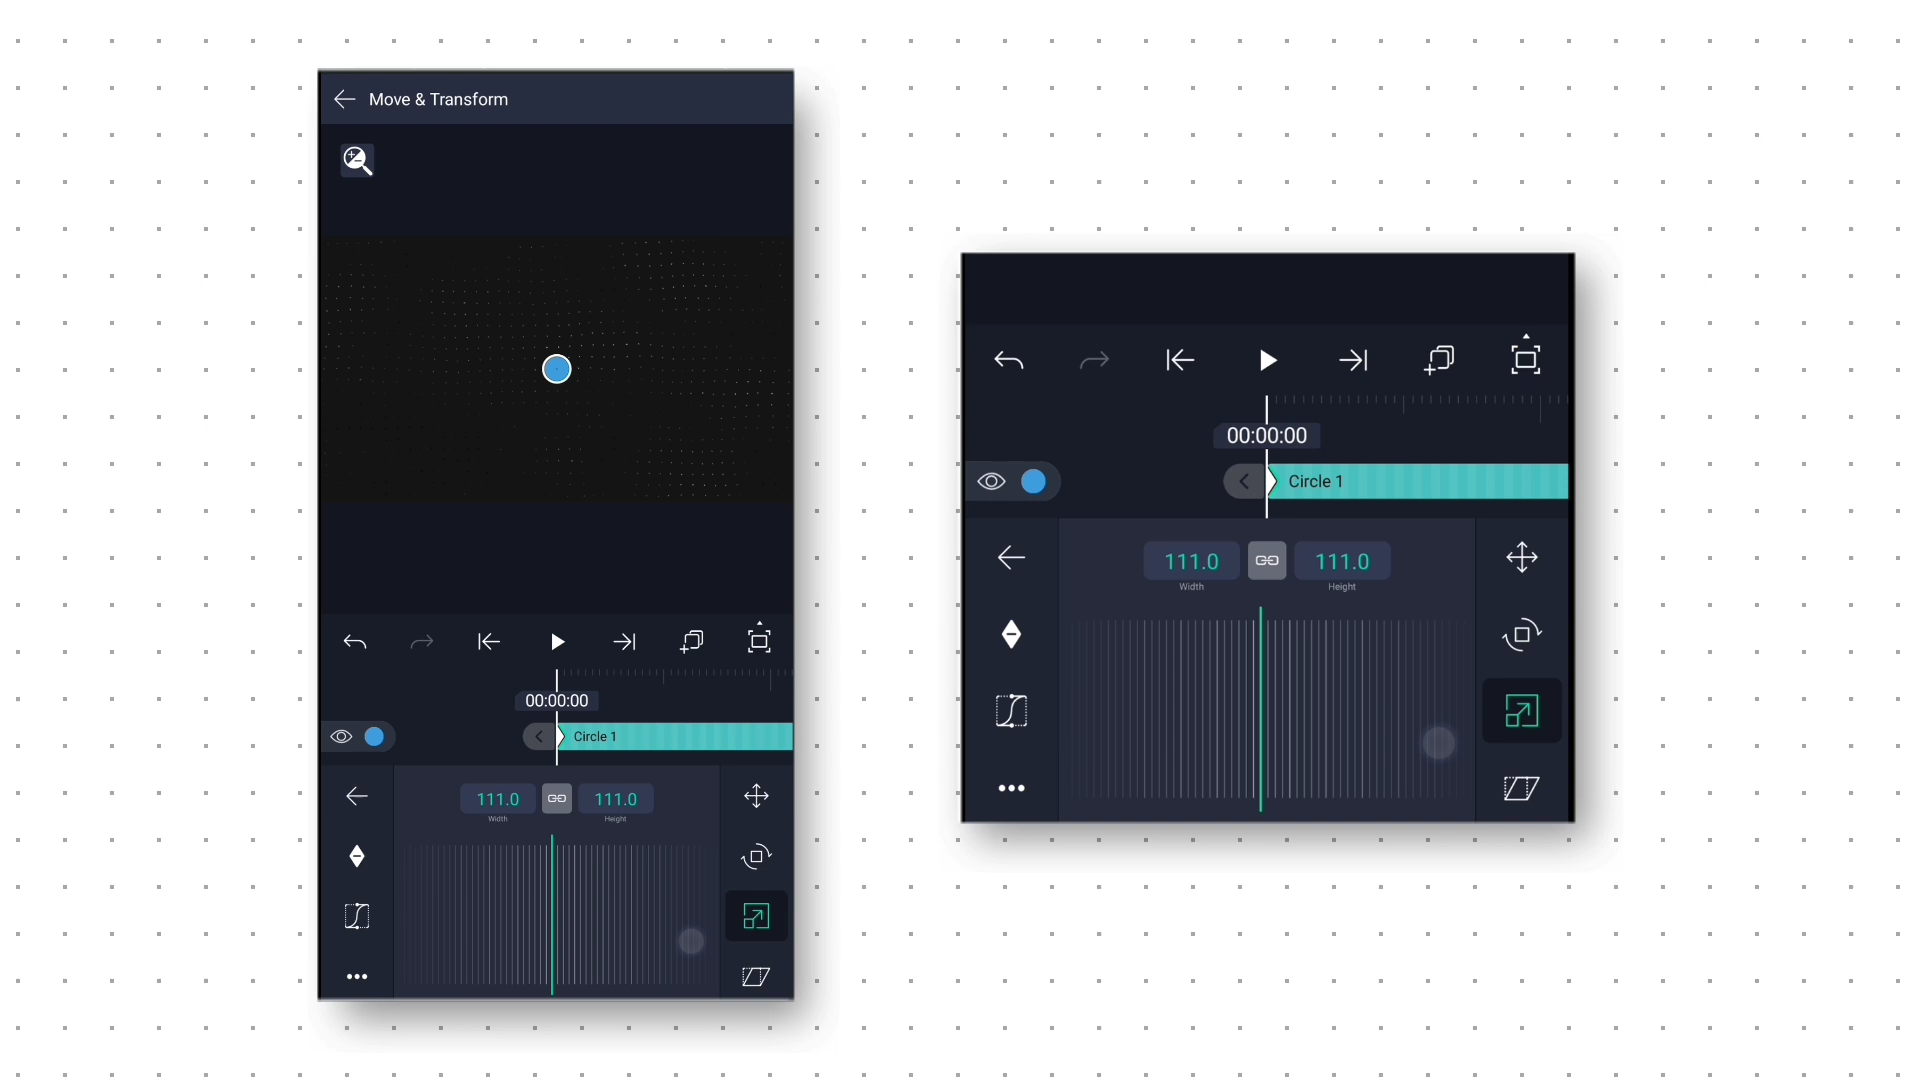 Move & Transform
00:00:00
Circle 1
111.0
111.0
Width
Height
00:00:00
Circle 1
111.0
111.0
Width
Height